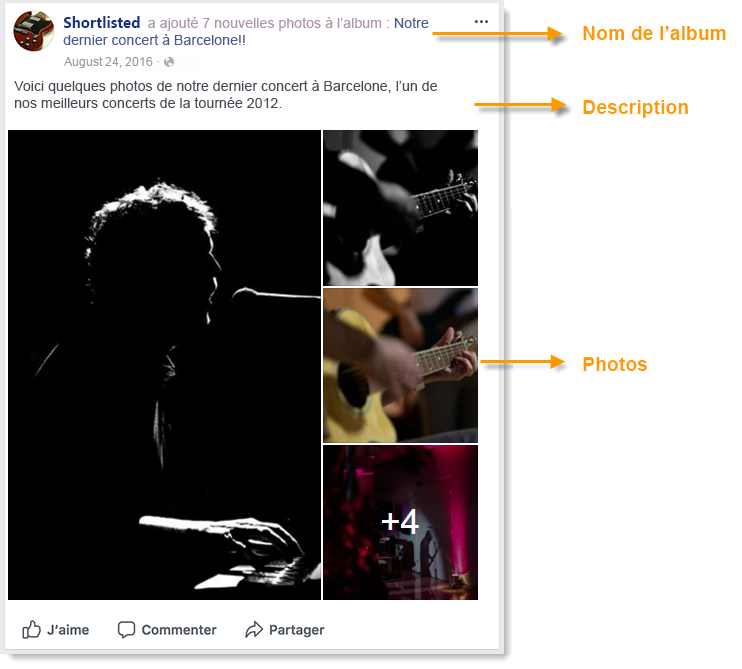 Shortlisted a ajouté 7 nouvelles photos à l’album : Notre
dernier concert à Barcelone!!
August 24, 2016 ·
Nom de l’album
Voici quelques photos de notre dernier concert à Barcelone, l’un de
nos meilleurs concerts de la tournée 2012.
Description
Photos
+4
J’aime
Commenter
Partager